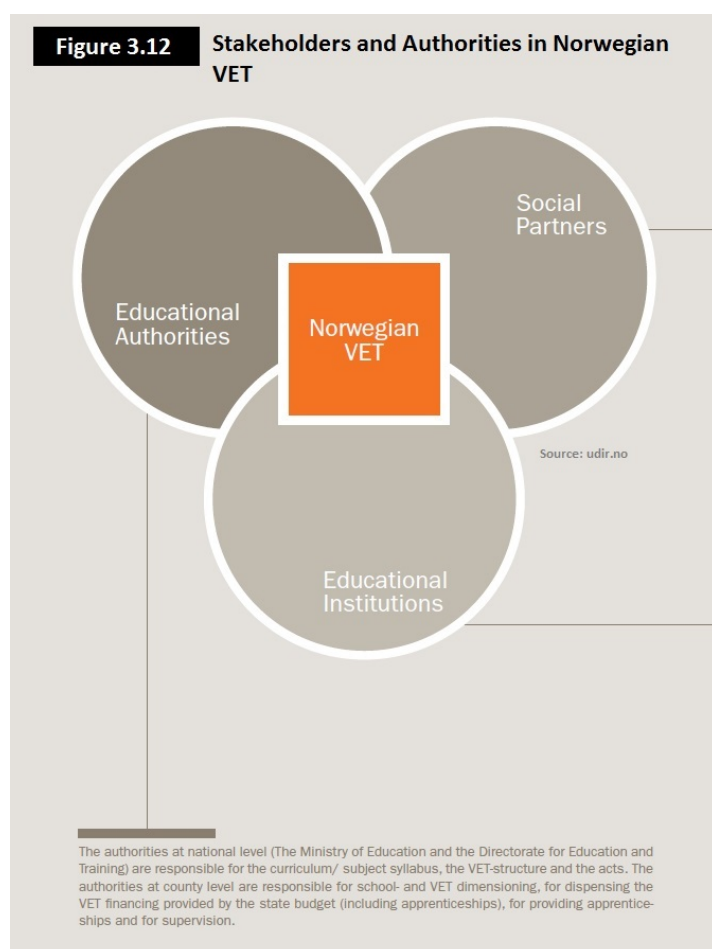 Figure 3.12
Stakeholders and Authorities in Norwegian
VET
Social
Partners
Educational
Authorities
Norwegian
VET
Source: udir.no
Educational
Institutions
The authorities at national level (The Ministry of Education and the Directorate for Education and
Training) are responsible for the curriculum/ subject syllabus, the VET-structure and the acts. The
authorities at county level are responsible for school- and VET dimensioning, for dispensing the
VET financing provided by the state budget (including apprenticeships), for providing apprentice-
ships and for supervision.